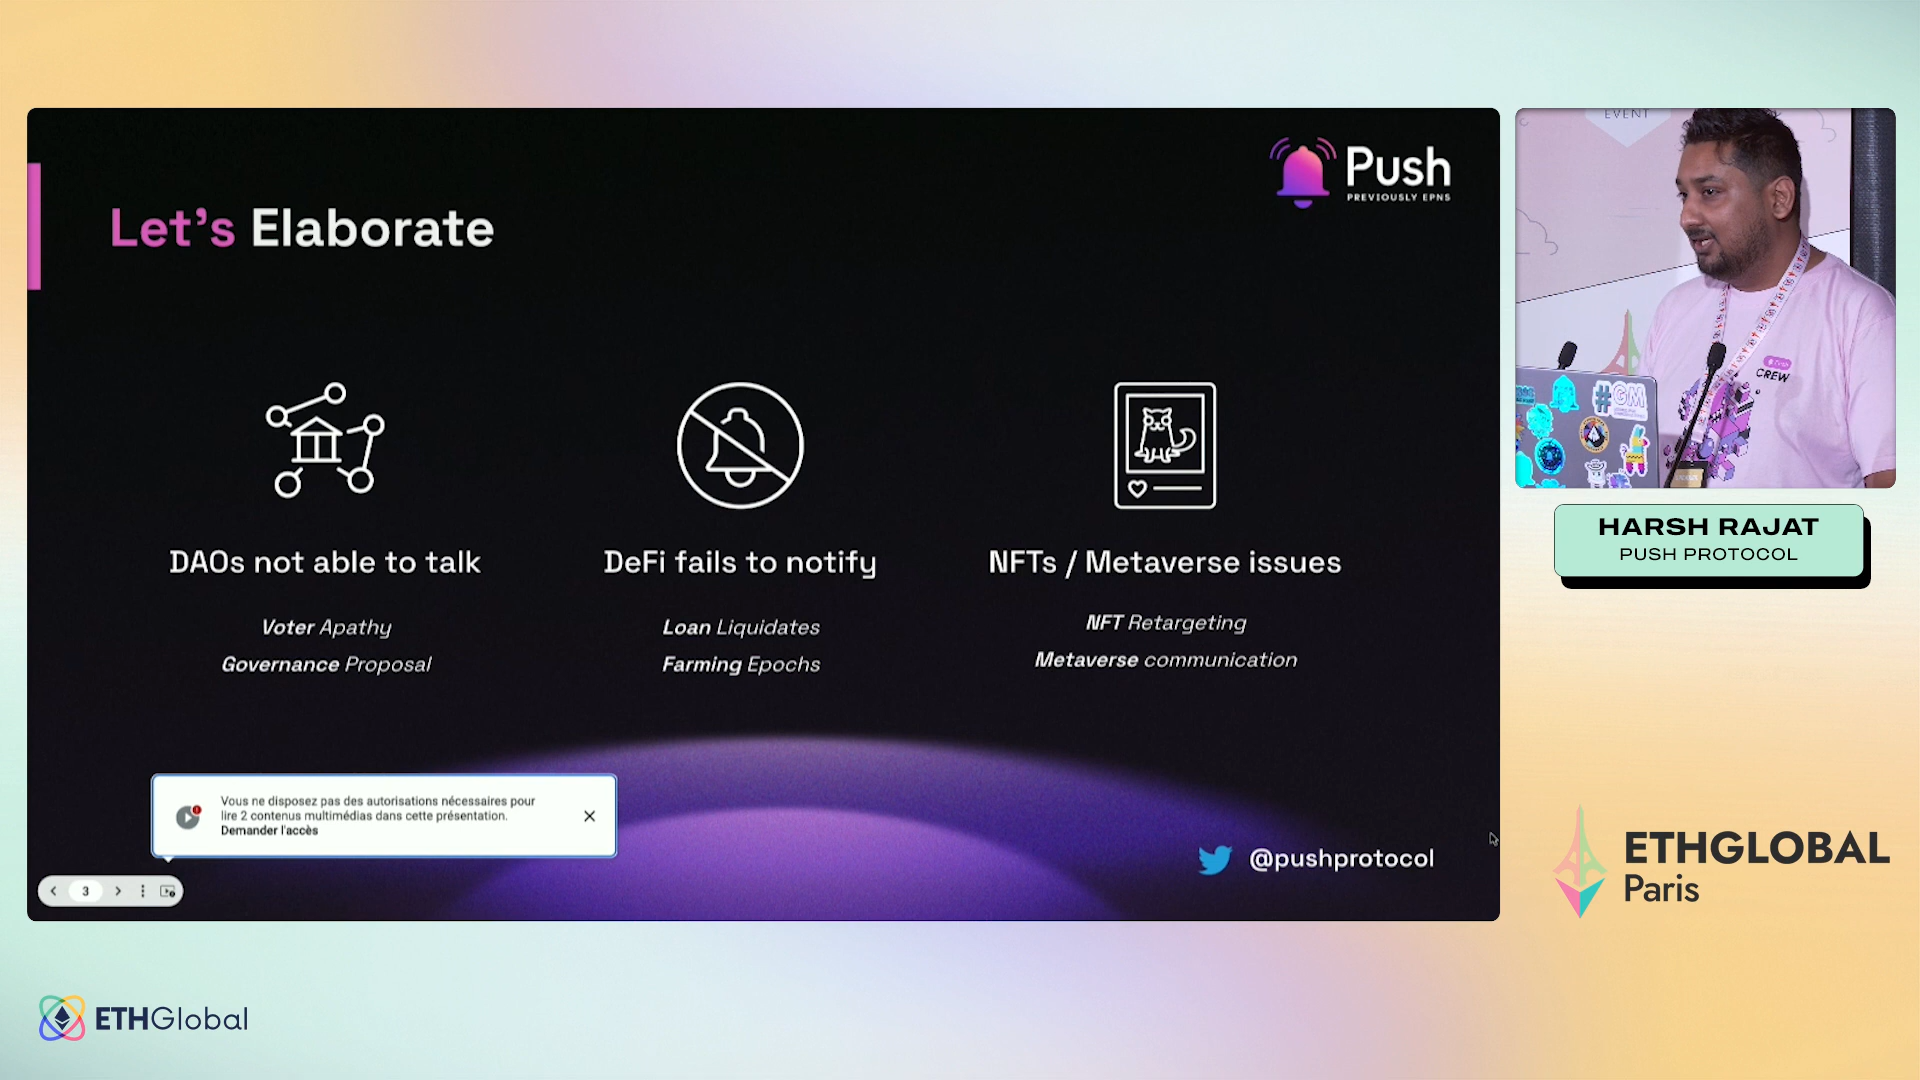 Push
PREVIOUSLY EPNS
Let's Elaborate
DAOs not able to talk
Voter Apathy
Governance Proposal
DeFi fails to notify
Loan Liquidates
Farming Epochs
NFTs / Metaverse issues
NFT Retargeting
Metaverse communication
Vous ne disposez pas des autorisations nécessaires pour
lire 2 contenus multimédias dans cette présentation.
Demander l'accès
3
@pushprotocol
EVENT
Push
CREW
#GM
HARSH RAJAT
PUSH PROTOCOL
ETHGLOBAL
Paris
ETHGlobal